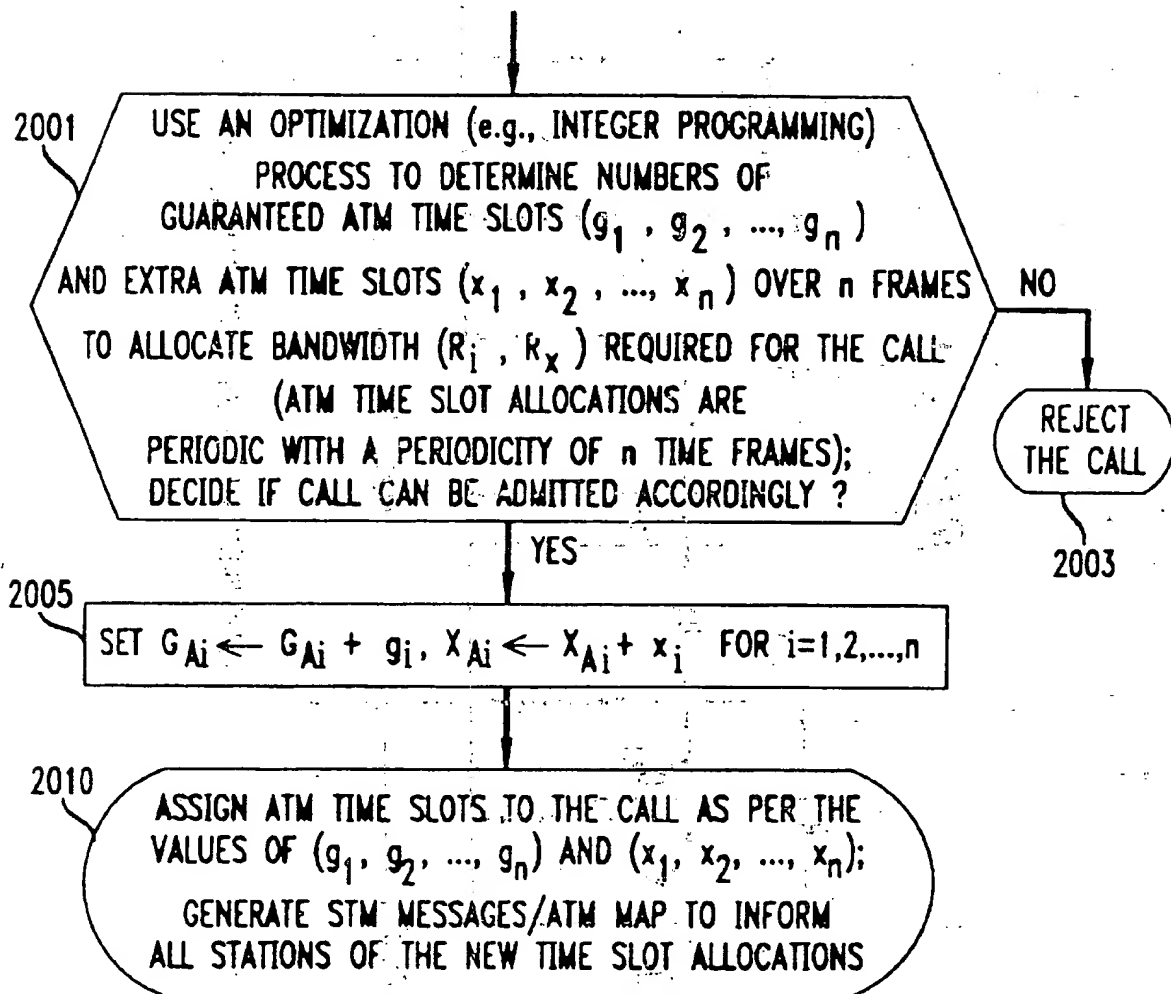 2001
USE AN OPTIMIZATION (e.g., INTEGER PROGRAMMING)
PROCESS TO DETERMINE NUMBERS OF
GUARANTEED ATM TIME SLOTS (g1 , g2 , ..., gn )
AND EXTRA ATM TIME SLOTS (x1 , x2 , ..., xn ) OVER n FRAMES
TO ALLOCATE BANDWIDTH (Ri , Rx ) REQUIRED FOR THE CALL
(ATM TIME SLOT ALLOCATIONS ARE
PERIODIC WITH A PERIODICITY OF n TIME FRAMES);
DECIDE IF CALL CAN BE ADMITTED ACCORDINGLY ?
NO
REJECT
THE CALL
2003
YES
2005
SET GAi ← GAi + gi, XAi ← XAi + xi FOR i=1,2,...,n
2010
ASSIGN ATM TIME SLOTS TO THE CALL AS PER THE
VALUES OF (g1, g2, ..., gn) AND (x1, x2, ..., xn);
GENERATE STM MESSAGES/ATM MAP TO INFORM
ALL STATIONS OF THE NEW TIME SLOT ALLOCATIONS